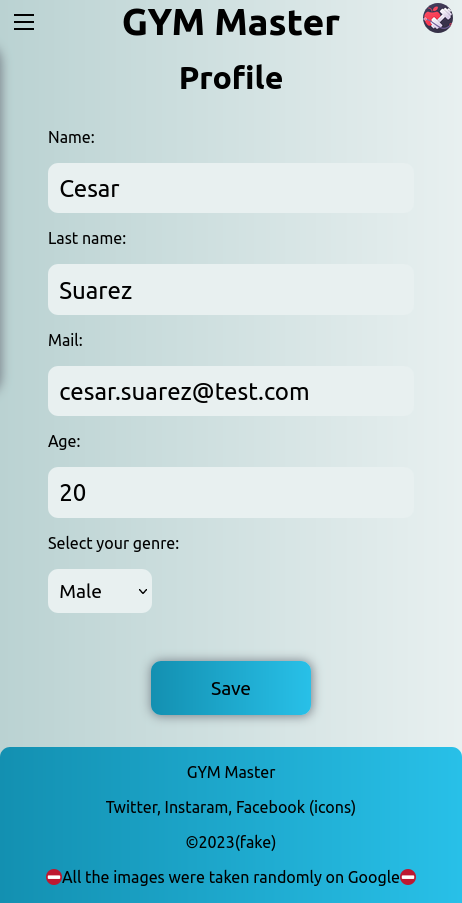 GYM Master
Profile
Name:
Cesar
Last name:
Suarez
Mail:
cesar.suarez@test.com
Age:
20
Select your genre:
Male
Save
GYM Master
Twitter, Instaram, Facebook (icons)
©2023(fake)
⛔All the images were taken randomly on Google⛔